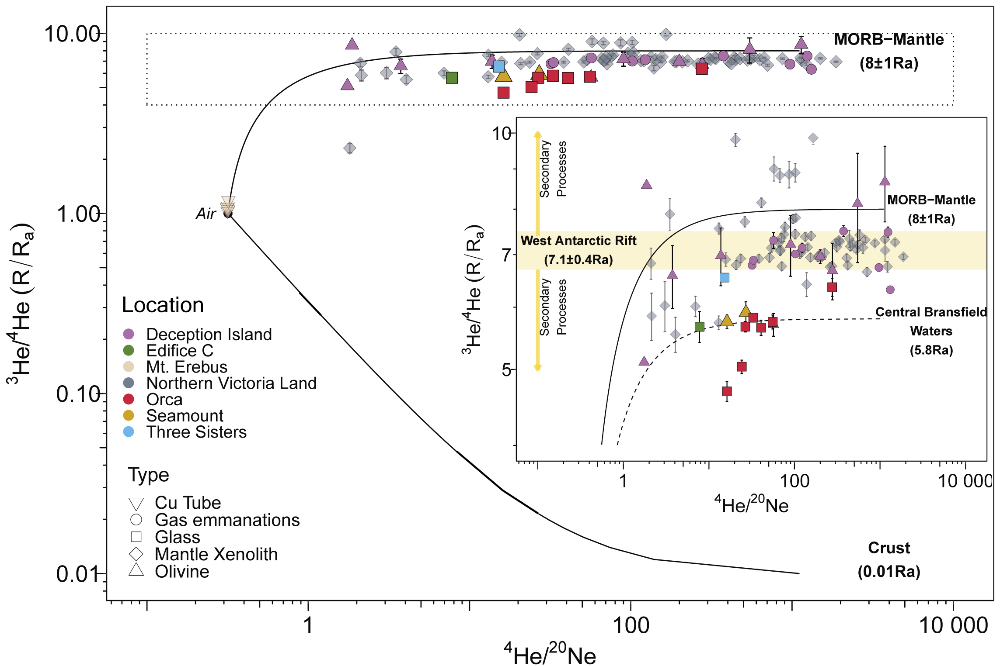 10.00
1.00
0.10
0.01
³He/⁴He (R/Rₐ)
MORB−Mantle
(8±1Ra)
Air
Location
Deception Island
Edifice C
Mt. Erebus
Northern Victoria Land
Orca
Seamount
Three Sisters
Type
Cu Tube
Gas emmanations
Glass
Mantle Xenolith
Olivine
10
7
5
³He/⁴He (R/Rₐ)
Secondary
Processes
West Antarctic Rift
(7.1±0.4Ra)
Secondary
Processes
MORB−Mantle
(8±1Ra)
Central Bransfield
Waters
(5.8Ra)
1 100 10 000
⁴He/²⁰Ne
Crust
(0.01Ra)
1 100 10 000
⁴He/²⁰Ne